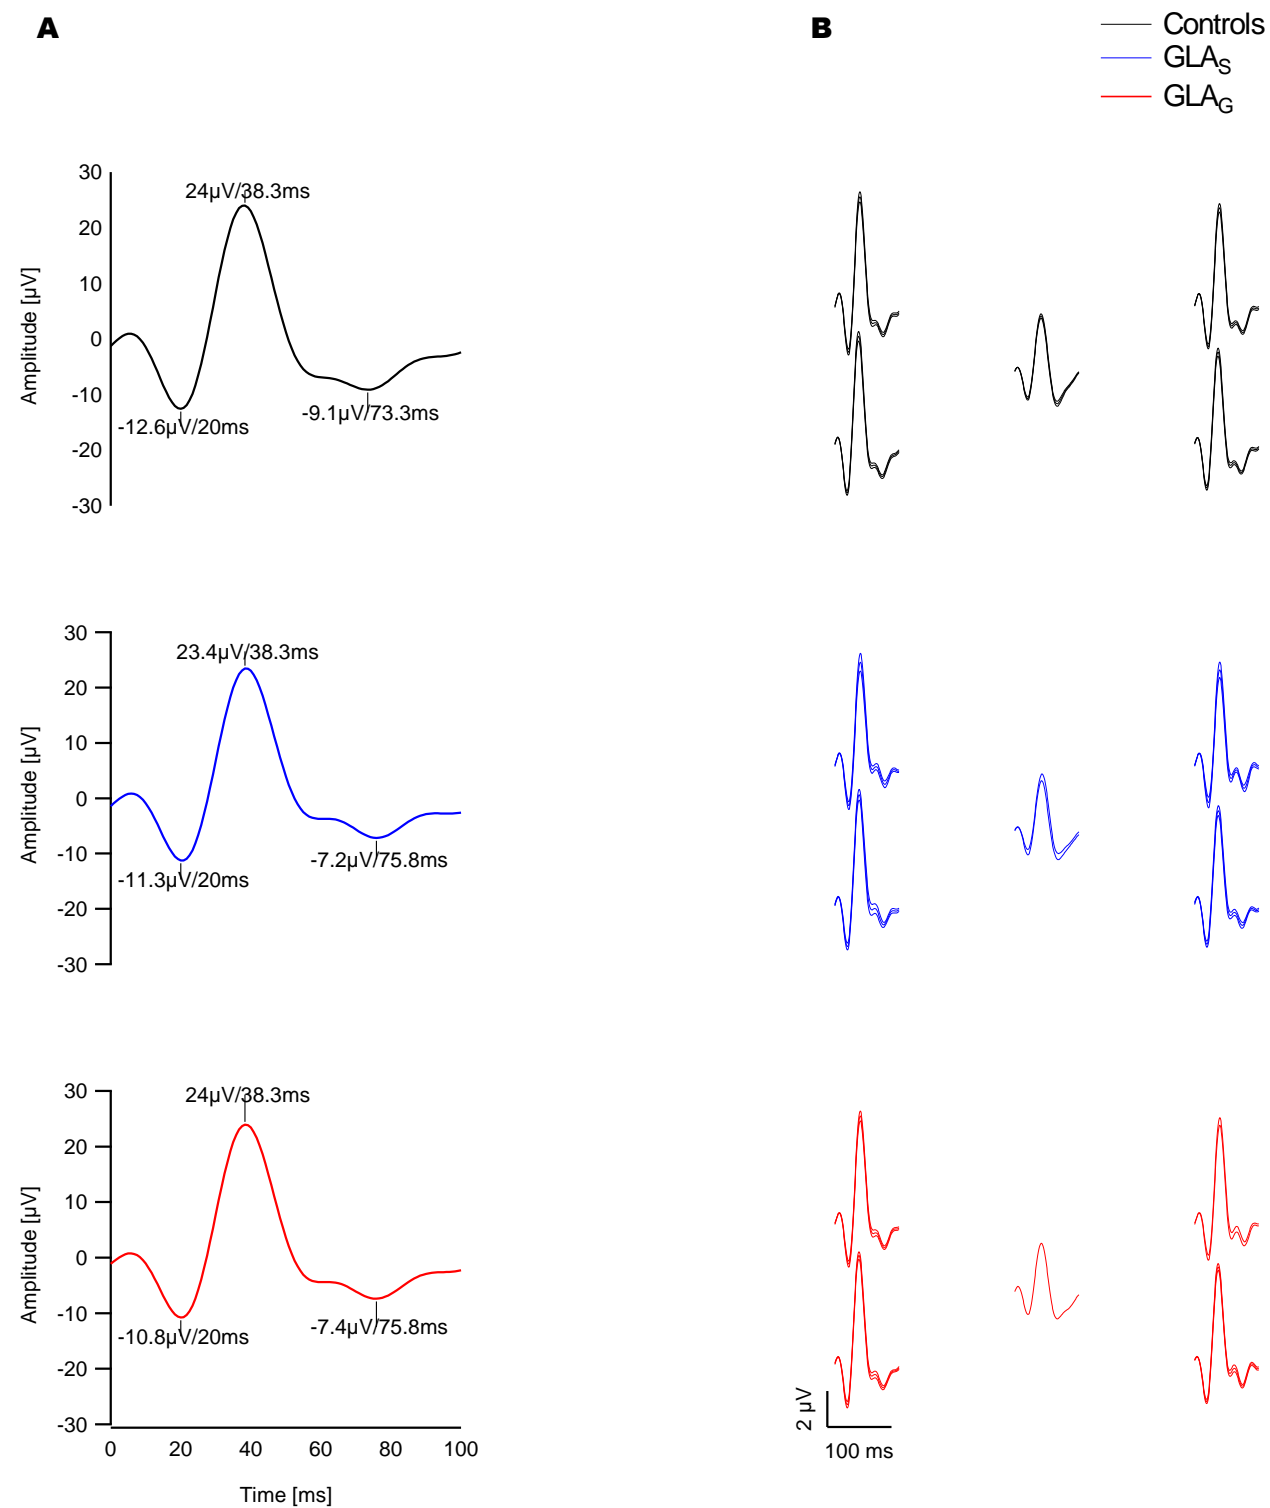 A
B
Controls
GLAS
GLAG
30
20
10
0
-10
-20
-30
Amplitude [µV]
24µV/38.3ms
-12.6µV/20ms
-9.1µV/73.3ms
30
20
10
0
-10
-20
-30
Amplitude [µV]
23.4µV/38.3ms
-11.3µV/20ms
-7.2µV/75.8ms
30
20
10
0
-10
-20
-30
Amplitude [µV]
24µV/38.3ms
-10.8µV/20ms
-7.4µV/75.8ms
0 20 40 60 80 100
Time [ms]
2 µV
100 ms